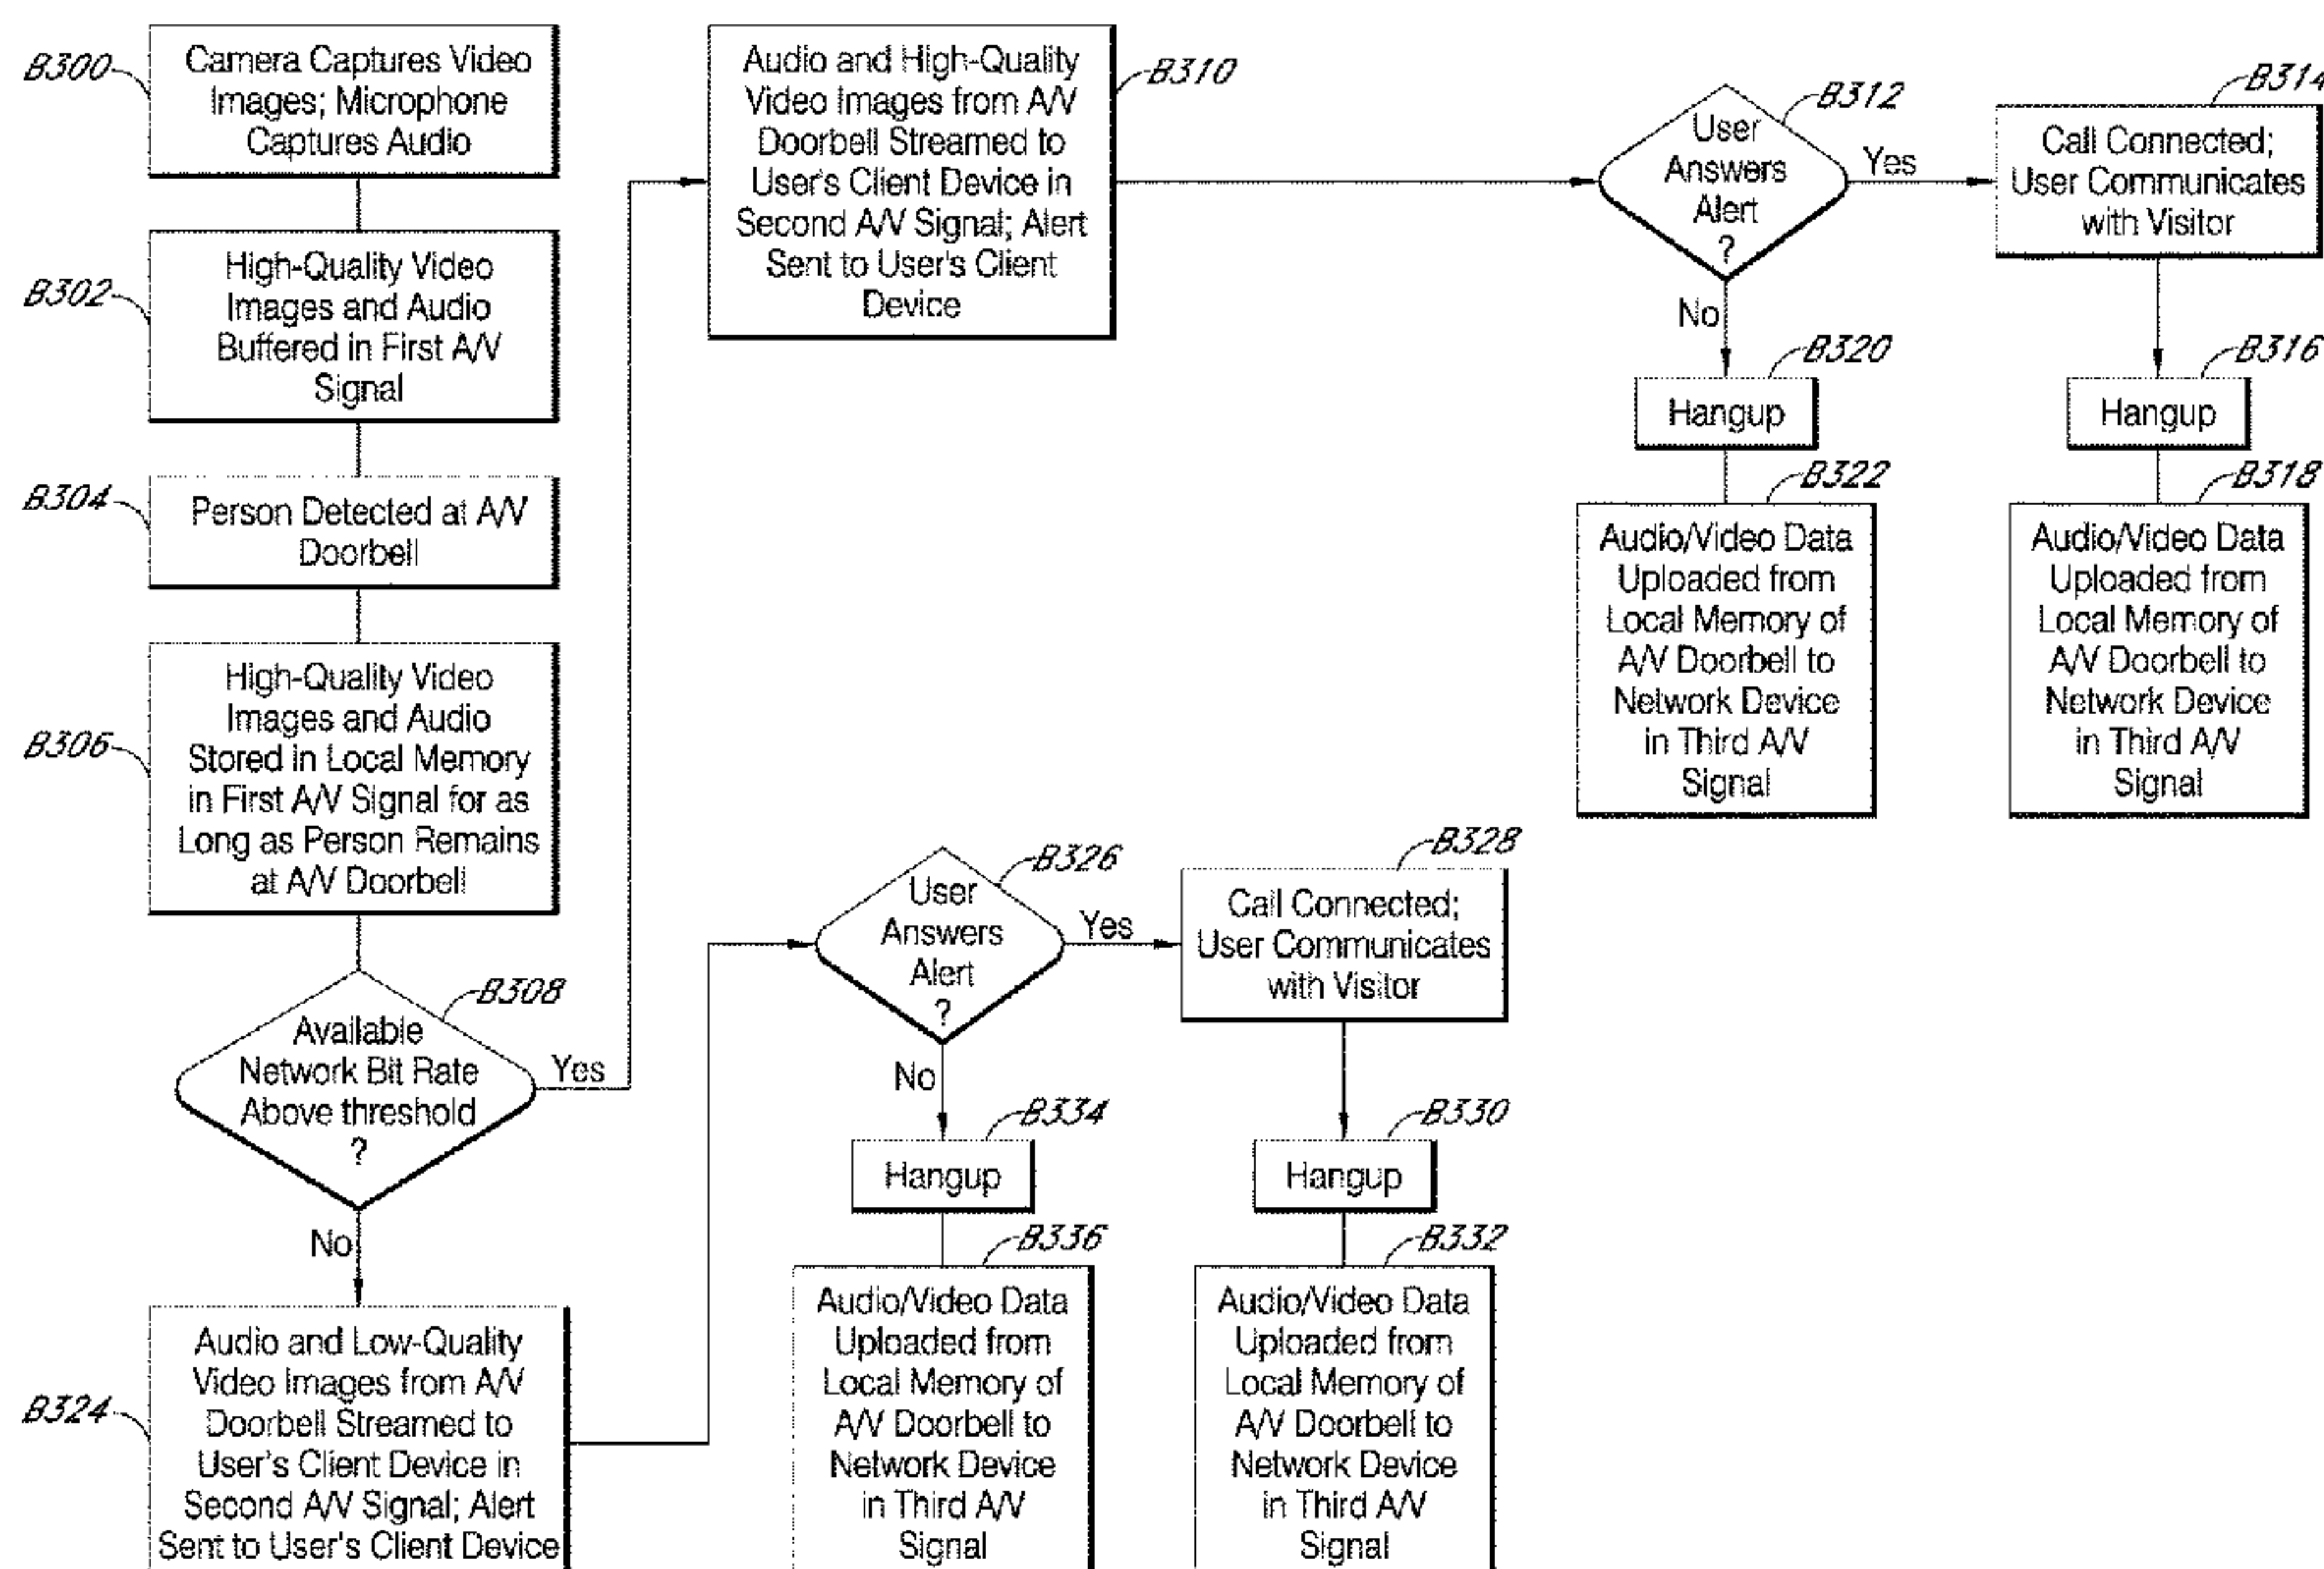 B300
Camera Captures Video
Images; Microphone
Captures Audio
B302
High-Quality Video
Images and Audio
Buffered in First A/V
Signal
B304
Person Detected at A/V
Doorbell
B306
High-Quality Video
Images and Audio
Stored in Local Memory
in First A/V Signal for as
Long as Person Remains
at A/V Doorbell
B308
Available
Network Bit Rate
Above threshold
?
Yes
No
B310
Audio and High-Quality
Video Images from A/V
Doorbell Streamed to
User's Client Device in
Second A/V Signal; Alert
Sent to User's Client
Device
B312
User
Answers
Alert
?
Yes
No
B314
Call Connected;
User Communicates
with Visitor
B316
Hangup
B318
Audio/Video Data
Uploaded from
Local Memory of
A/V Doorbell to
Network Device
in Third A/V
Signal
B320
Hangup
B322
Audio/Video Data
Uploaded from
Local Memory of
A/V Doorbell to
Network Device
in Third A/V
Signal
B324
Audio and Low-Quality
Video Images from A/V
Doorbell Streamed to
User's Client Device in
Second A/V Signal; Alert
Sent to User's Client Device
B326
User
Answers
Alert
?
Yes
No
B328
Call Connected;
User Communicates
with Visitor
B330
Hangup
B332
Audio/Video Data
Uploaded from
Local Memory of
A/V Doorbell to
Network Device
in Third A/V
Signal
B334
Hangup
B336
Audio/Video Data
Uploaded from
Local Memory of
A/V Doorbell to
Network Device
in Third A/V
Signal